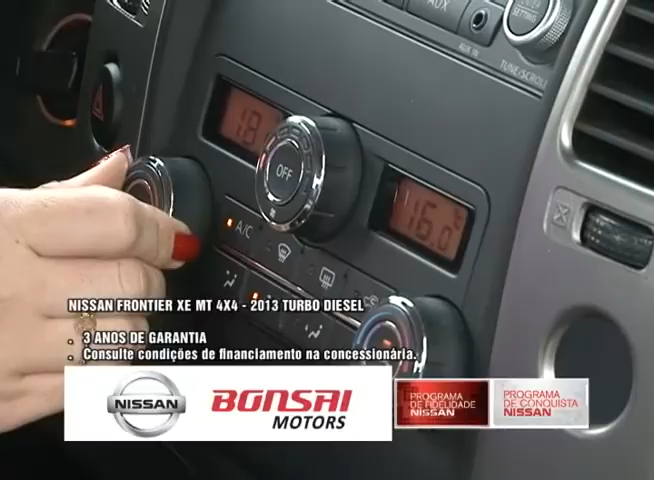 AUX
SETTING
AUX IN
TUNE/SCROLL
OFF
16.0
°C
A/C
NISSAN FRONTIER XE MT 4X4 - 2013 TURBO DIESEL
. 3 ANOS DE GARANTIA
. Consulte condições de financiamento na concessionária.
NISSAN
BONSAI
MOTORS
PROGRAMA
DE FIDELIDADE
NISSAN
PROGRAMA
DE CONQUISTA
NISSAN